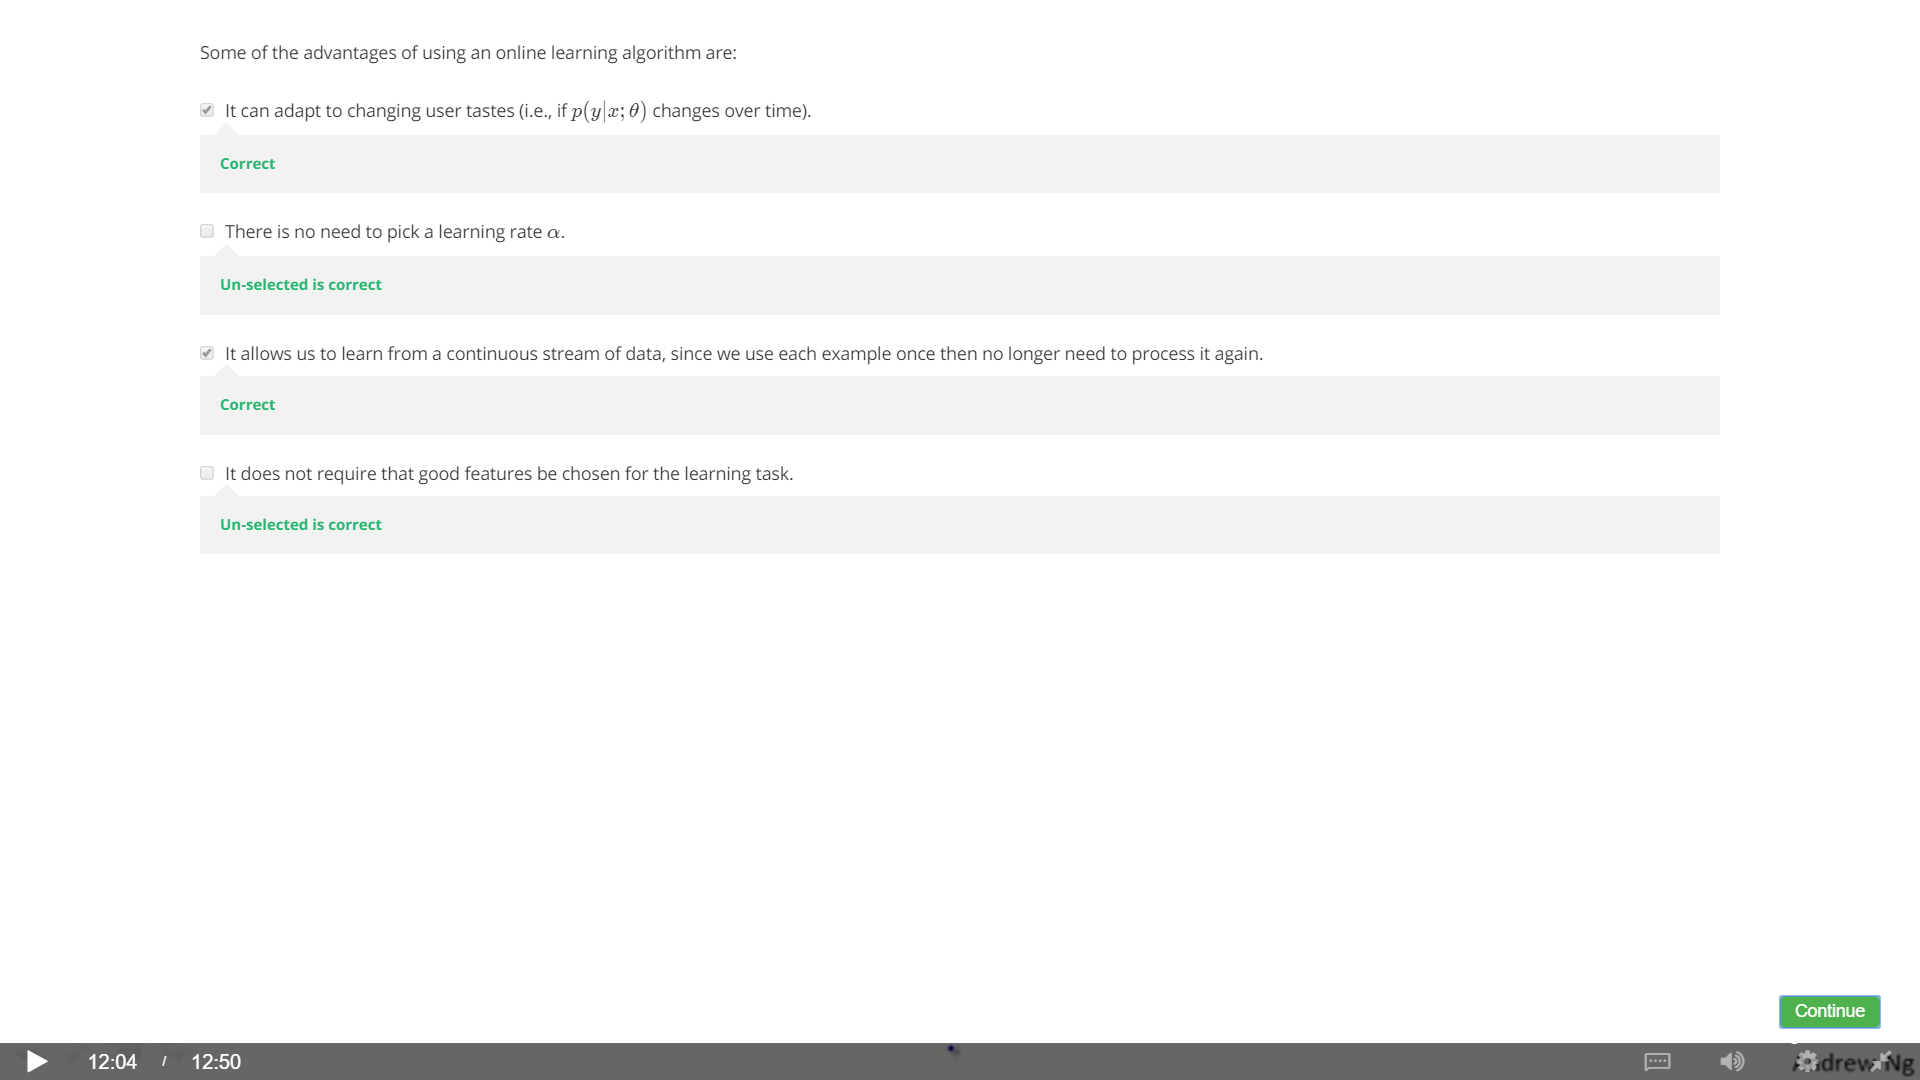 Some of the advantages of using an online learning algorithm are:
It can adapt to changing user tastes (i.e., if p(y|x; θ) changes over time).
Correct
There is no need to pick a learning rate α.
Un-selected is correct
It allows us to learn from a continuous stream of data, since we use each example once then no longer need to process it again.
Correct
It does not require that good features be chosen for the learning task.
Un-selected is correct
Continue
12:04 / 12:50
Andrew Ng